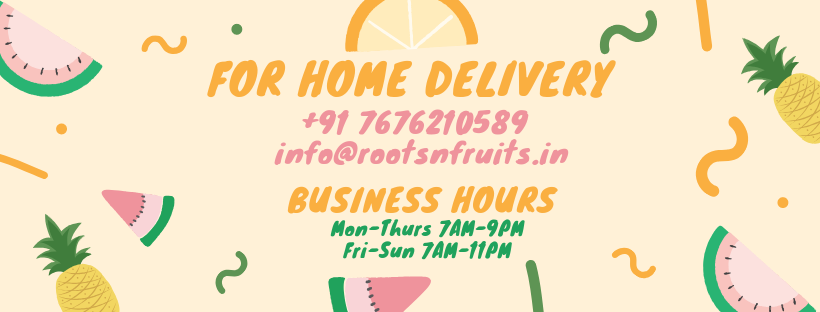 FOR HOME DELIVERY
+91 7676210589
info@rootsnfruits.in
BUSINESS HOURS
Mon-Thurs 7AM-9PM
Fri-Sun 7AM-11PM